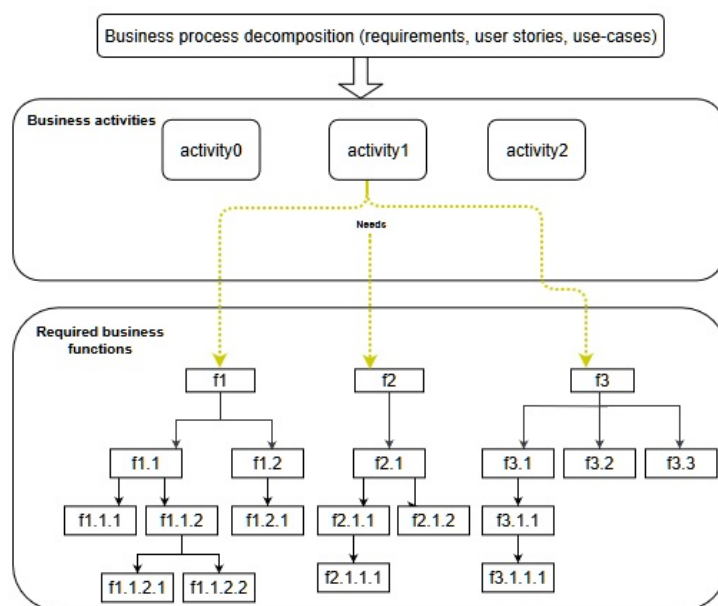 Business process decomposition (requirements, user stories, use-cases)
Business activities
activity0
activity1
activity2
Needs
Required business
functions
f1
f2
f3
f1.1
f1.2
f2.1
f3.1
f3.2
f3.3
f1.1.1
f1.1.2
f1.2.1
f2.1.1
f2.1.2
f3.1.1
f1.1.2.1
f1.1.2.2
f2.1.1.1
f3.1.1.1